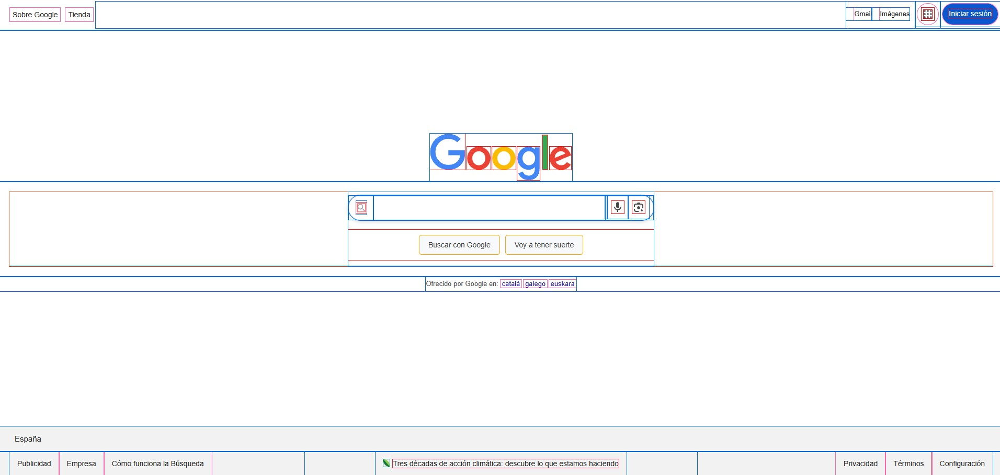 Sobre Google Tienda Gmail Imágenes Iniciar sesión
Google
Buscar con Google Voy a tener suerte
Ofrecido por Google en: català galego euskara
España
Publicidad Empresa Cómo funciona la Búsqueda Tres décadas de acción climática: descubre lo que estamos haciendo Privacidad Términos Configuración